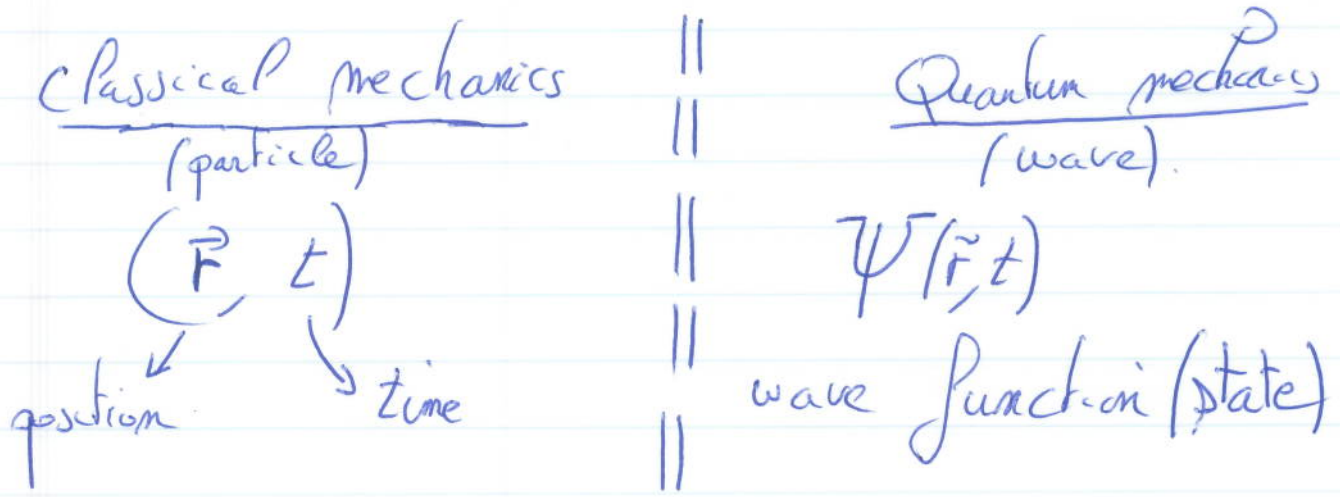 Classical mechanics
(particle)
(r⃗, t)
position
time
Quantum mechanics
(wave).
Ψ(r⃗, t)
wave function (state)